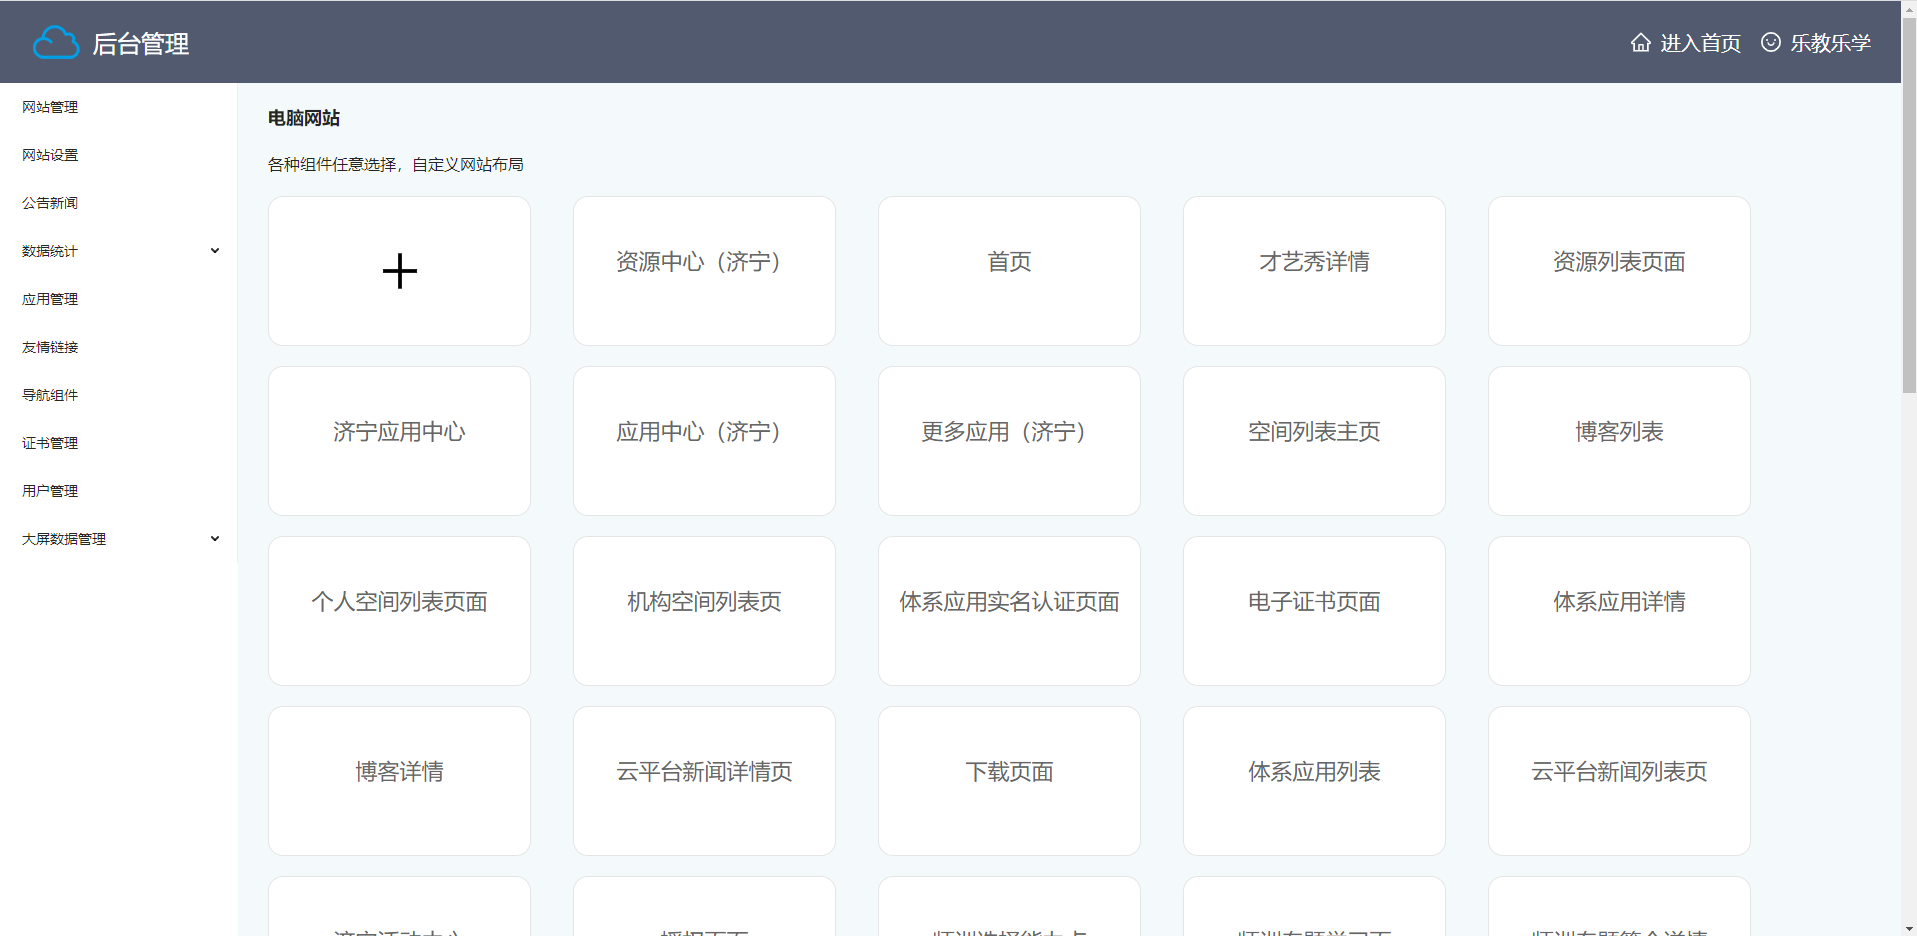 后台管理
进入首页
乐教乐学
网站管理
网站设置
公告新闻
数据统计
应用管理
友情链接
导航组件
证书管理
用户管理
大屏数据管理
电脑网站
各种组件任意选择，自定义网站布局
资源中心（济宁）
首页
才艺秀详情
资源列表页面
济宁应用中心
应用中心（济宁）
更多应用（济宁）
空间列表主页
博客列表
个人空间列表页面
机构空间列表页
体系应用实名认证页面
电子证书页面
体系应用详情
博客详情
云平台新闻详情页
下载页面
体系应用列表
云平台新闻列表页